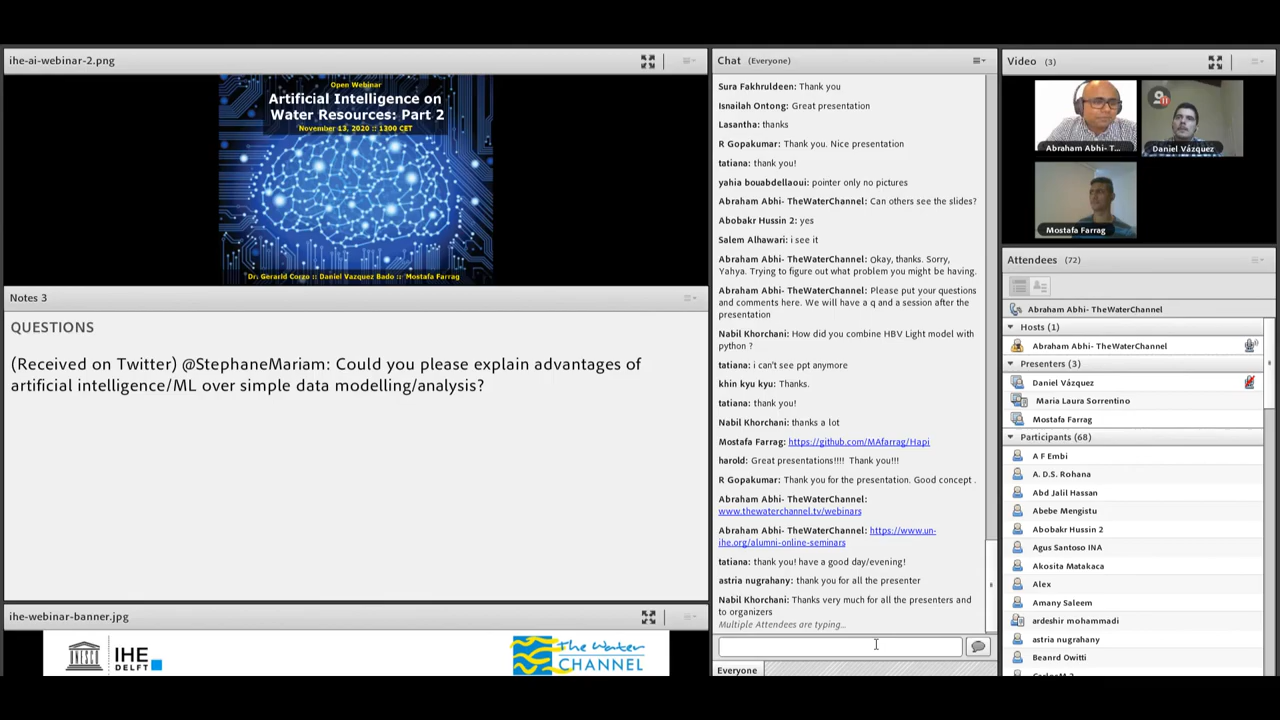 ihe-ai-webinar-2.png
Open Webinar
Artificial Intelligence on
Water Resources: Part 2
November 13, 2020 :: 1300 CET
Dr. Gerarld Corzo :: Daniel Vazquez Bado :: Mostafa Farrag
Notes 3
QUESTIONS
(Received on Twitter) @StephaneMariam: Could you please explain advantages of
artificial intelligence/ML over simple data modelling/analysis?
ihe-webinar-banner.jpg
unesco
IHE
DELFT
The Water
CHANNEL
Chat (Everyone)
Sura Fakhruldeen: Thank you
Isnailah Ontong: Great presentation
Lasantha: thanks
R Gopakumar: Thank you. Nice presentation
tatiana: thank you!
yahia bouabdellaoui: pointer only no pictures
Abraham Abhi- TheWaterChannel: Can others see the slides?
Abobakr Hussin 2: yes
Salem Alhawari: i see it
Abraham Abhi- TheWaterChannel: Okay, thanks. Sorry,
Yahya. Trying to figure out what problem you might be having.
Abraham Abhi- TheWaterChannel: Please put your questions
and comments here. We will have a q and a session after the
presentation
Nabil Khorchani: How did you combine HBV Light model with
python ?
tatiana: i can't see ppt anymore
khin kyu kyu: Thanks.
tatiana: thank you!
Nabil Khorchani: thanks a lot
Mostafa Farrag: https://github.com/MAfarrag/Hapi
harold: Great presentations!!!! Thank you!!!
R Gopakumar: Thank you for the presentation. Good concept .
Abraham Abhi- TheWaterChannel:
www.thewaterchannel.tv/webinars
Abraham Abhi- TheWaterChannel: https://www.un-
ihe.org/alumni-online-seminars
tatiana: thank you! have a good day/evening!
astria nugrahany: thank you for all the presenter
Nabil Khorchani: Thanks very much for all the presenters and
to organizers
Multiple Attendees are typing...
Everyone
Video (3)
Abraham Abhi- T...
Daniel Vázquez
Mostafa Farrag
Attendees (72)
Abraham Abhi- TheWaterChannel
Hosts (1)
Abraham Abhi- TheWaterChannel
Presenters (3)
Daniel Vázquez
Maria Laura Sorrentino
Mostafa Farrag
Participants (68)
A F Embi
A. D.S. Rohana
Abd Jalil Hassan
Abebe Mengistu
Abobakr Hussin 2
Agus Santoso INA
Akosita Matakaca
Alex
Amany Saleem
ardeshir mohammadi
astria nugrahany
Beanrd Owitti